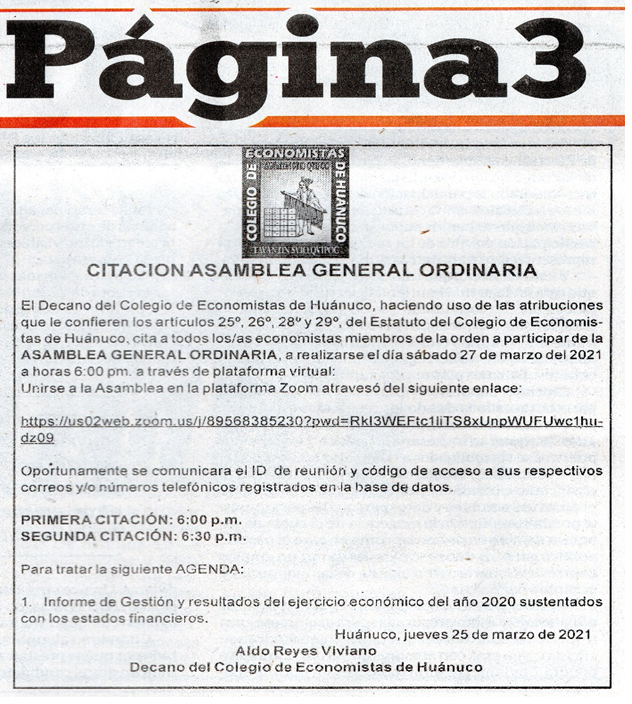 Página3
COLEGIO DE ECONOMISTAS DE HUANUCO
CITACION ASAMBLEA GENERAL ORDINARIA
El Decano del Colegio de Economistas de Huánuco, haciendo uso de las atribuciones
que le confieren los artículos 25º, 26º, 28º y 29º, del Estatuto del Colegio de Economis-
tas de Huánuco, cita a todos los/as economistas miembros de la orden a participar de la
ASAMBLEA GENERAL ORDINARIA, a realizarse el día sábado 27 de marzo del 2021
a horas 6:00 pm. a través de plataforma virtual:
Unirse a la Asamblea en la plataforma Zoom atravesó del siguiente enlace:
https://us02web.zoom.us/j/89568385230?pwd=RkI3WEFtc1liTS8xUnpWUFUwc1hu-
dz09
Oportunamente se comunicara el ID de reunión y código de acceso a sus respectivos
correos y/o números telefónicos registrados en la base de datos.
PRIMERA CITACIÓN: 6:00 p.m.
SEGUNDA CITACIÓN: 6:30 p.m.
Para tratar la siguiente AGENDA:
1. Informe de Gestión y resultados del ejercicio económico del año 2020 sustentados
con los estados financieros.
Huánuco, jueves 25 de marzo de 2021
Aldo Reyes Viviano
Decano del Colegio de Economistas de Huánuco